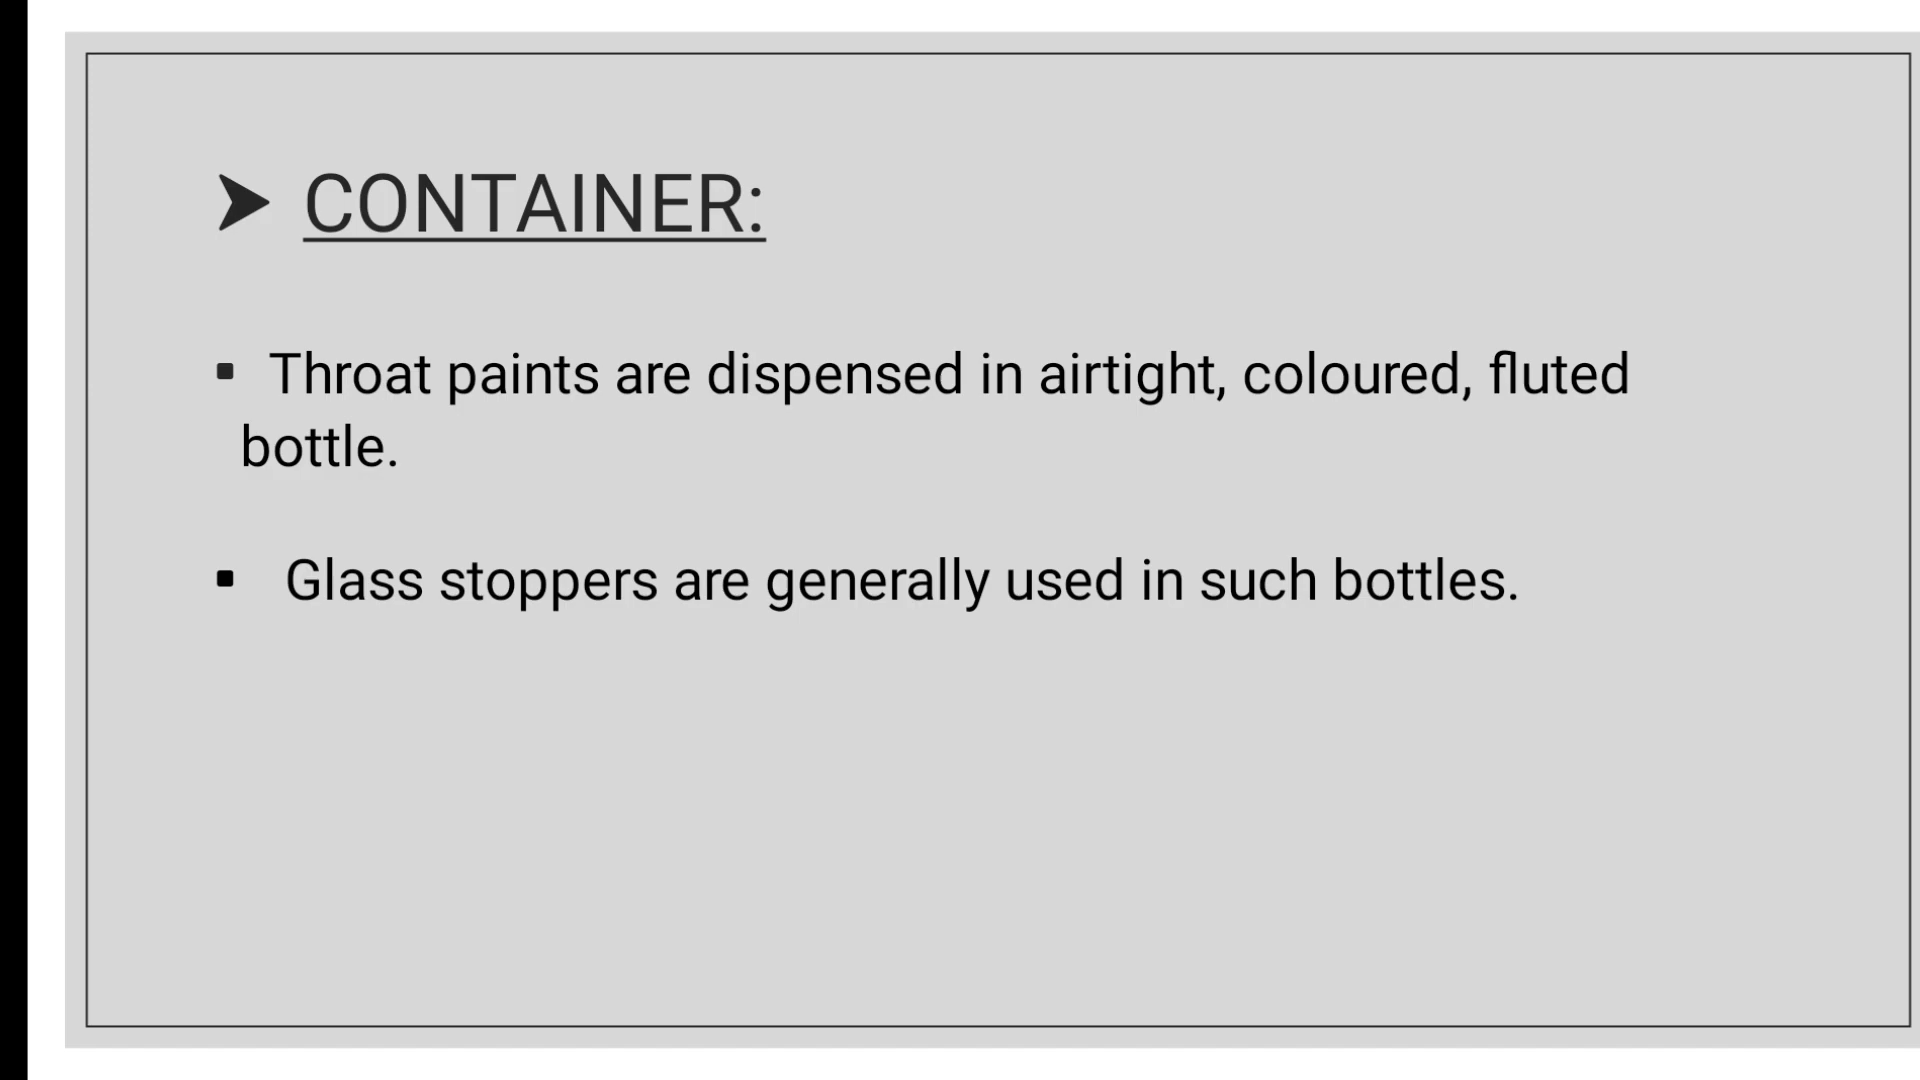 ➤ CONTAINER:
▪ Throat paints are dispensed in airtight, coloured, fluted
bottle.
▪ Glass stoppers are generally used in such bottles.